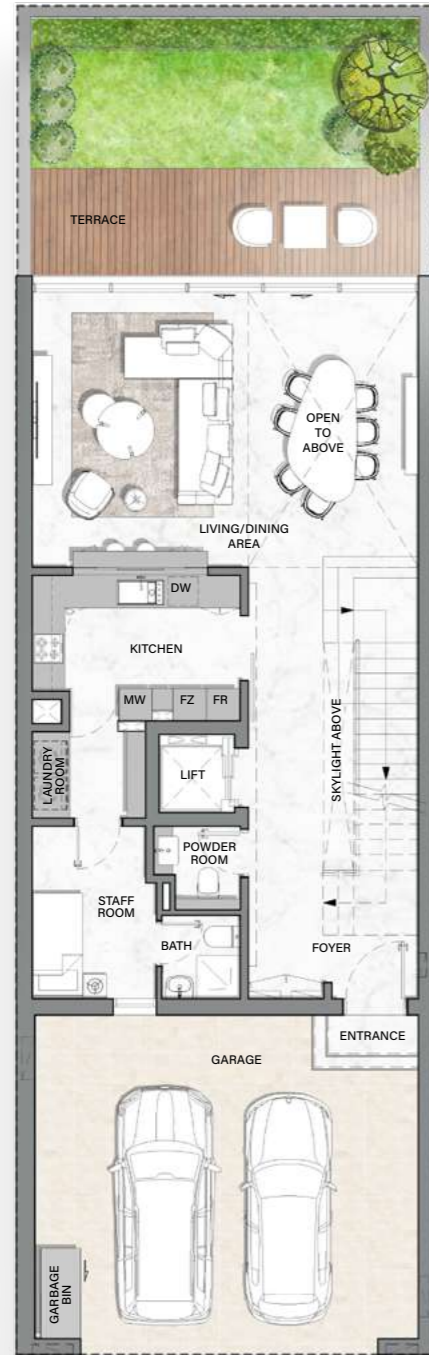 TERRACE
OPEN
TO
ABOVE
LIVING/DINING
AREA
DW
KITCHEN
MW
FZ
FR
LAUNDRY
ROOM
LIFT
SKYLIGHT ABOVE
POWDER
ROOM
STAFF
ROOM
BATH
FOYER
ENTRANCE
GARAGE
GARBAGE
BIN